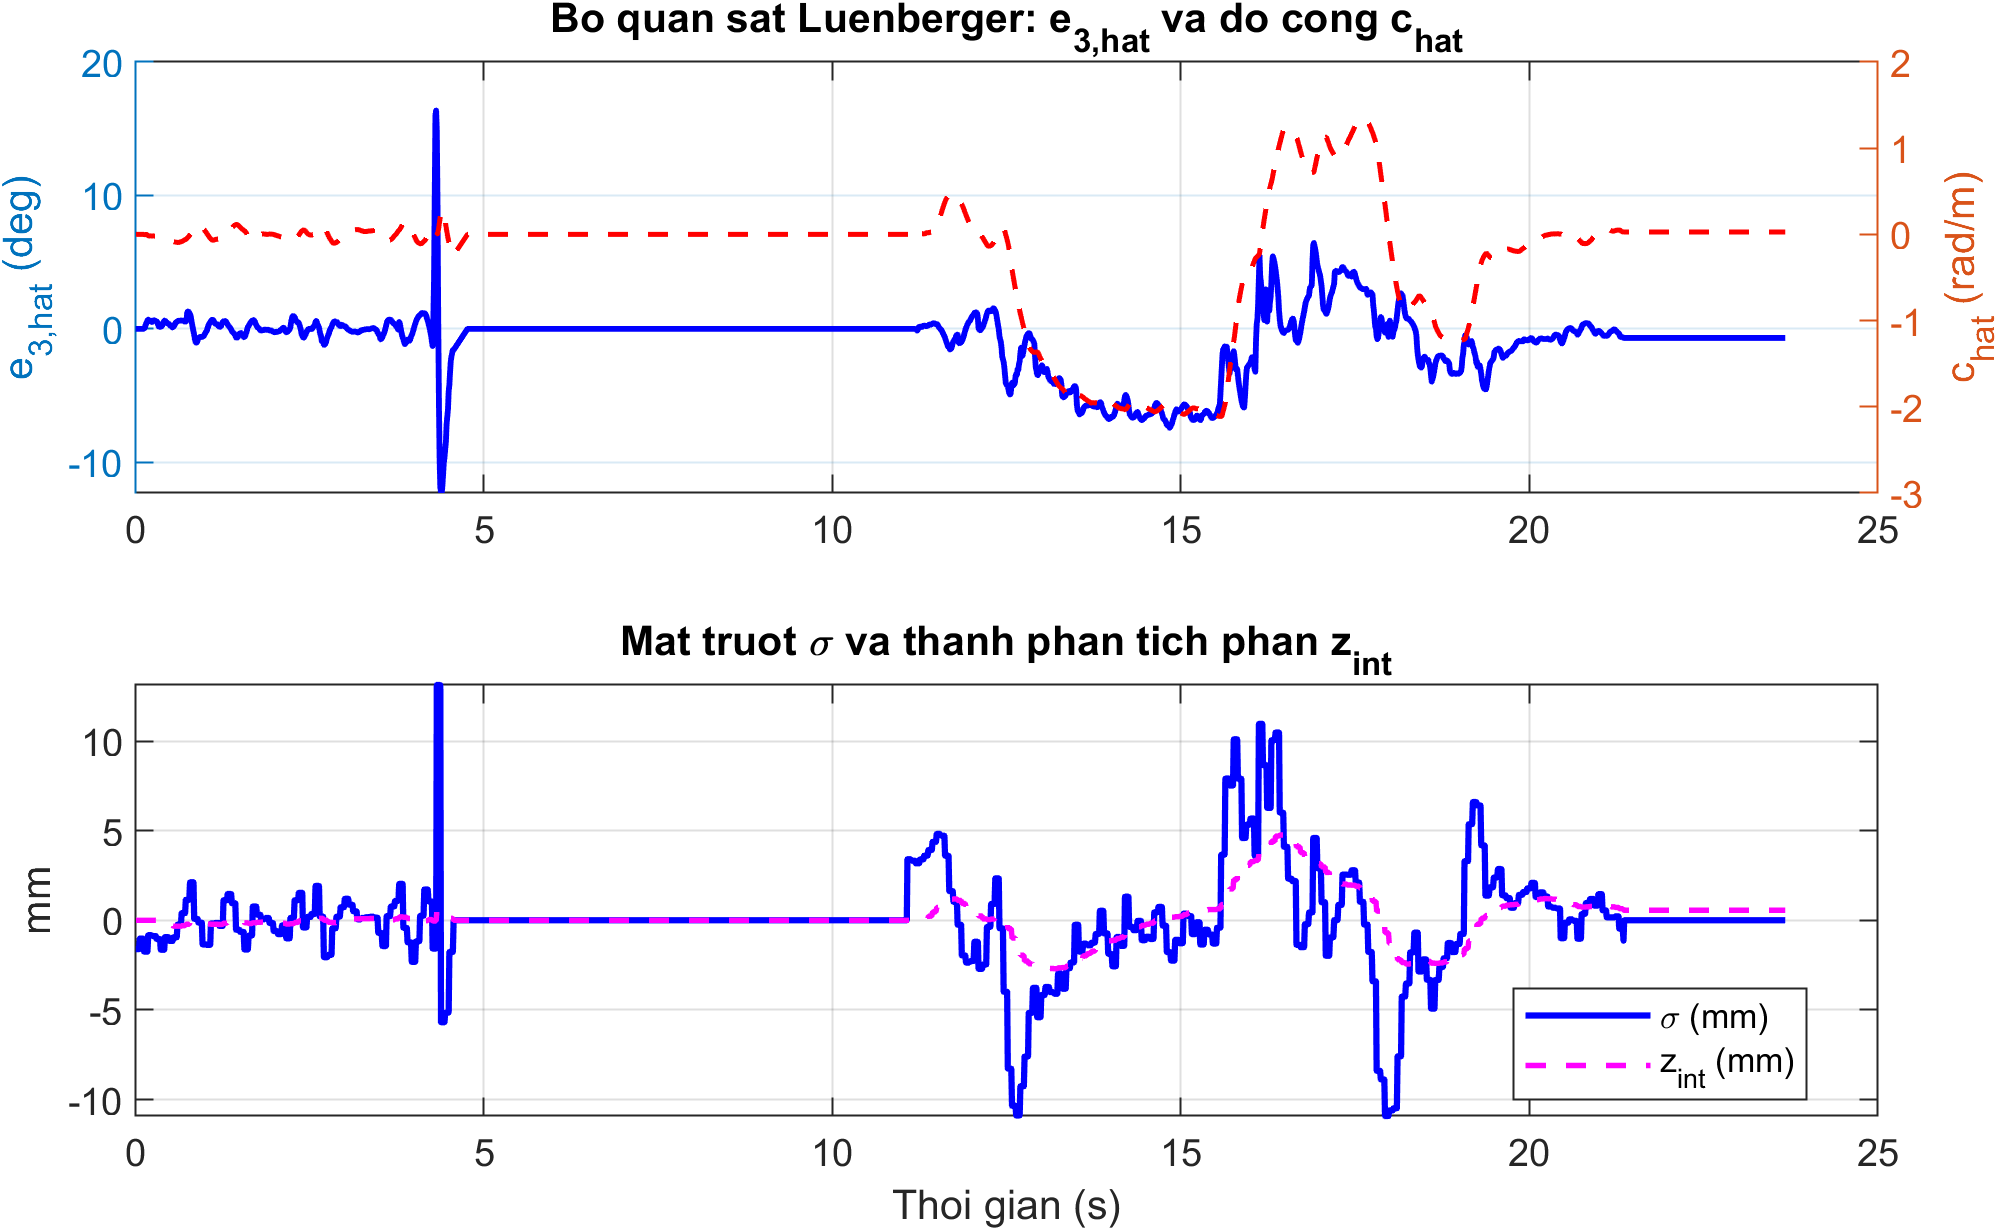 Bo quan sat Luenberger: e3,hat va do cong chat
20
10
0
-10
e3,hat (deg)
2
1
0
-1
-2
-3
chat (rad/m)
0 5 10 15 20 25
Mat truot σ va thanh phan tich phan zint
10
5
0
-5
-10
mm
σ (mm)
zint (mm)
0 5 10 15 20 25
Thoi gian (s)